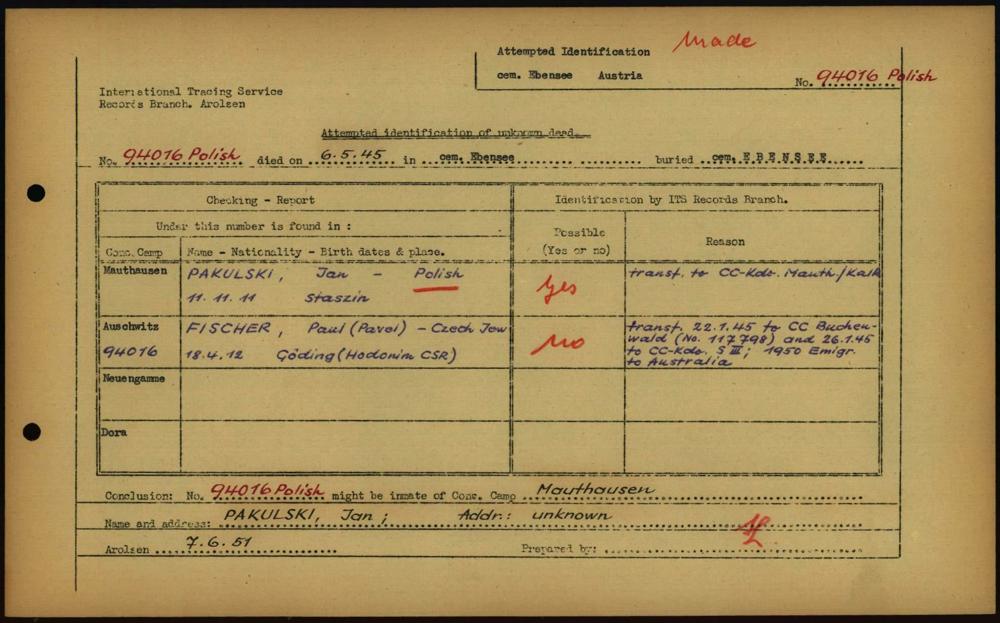 Attempted Identification Made
cem. Ebensee Austria
No. 94016 Polish
International Tracing Service
Records Branch. Arolsen
Attempted identification of unknown dead
No. 94016 Polish died on 6.5.45 in cem. Ebensee buried cem. EBENSEE
Checking - Report
Identification by ITS Records Branch.
Under this number is found in :
Possible
(Yes or no)
Reason
Conc. Camp Name - Nationality - Birth dates & place.
Mauthausen PAKULSKI, Jan - Polish
11.11.11 Staszin
Yes
transf. to CC-Kdo. Mauth./Kalk
Auschwitz FISCHER, Paul (Pavel) - Czech Jew
94016 18.4.12 Göding (Hodonin CSR)
No
transf. 22.1.45 to CC Buchen-
wald (No. 117798) and 26.1.45
to CC-Kdo. S III; 1950 Emigr.
to Australia
Neuengamme
Dora
Conclusion: No. 94016 Polish might be inmate of Conc. Camp Mauthausen
Name and address: PAKULSKI, Jan; Addr.: unknown
Arolsen 7.6.51 Prepared by: